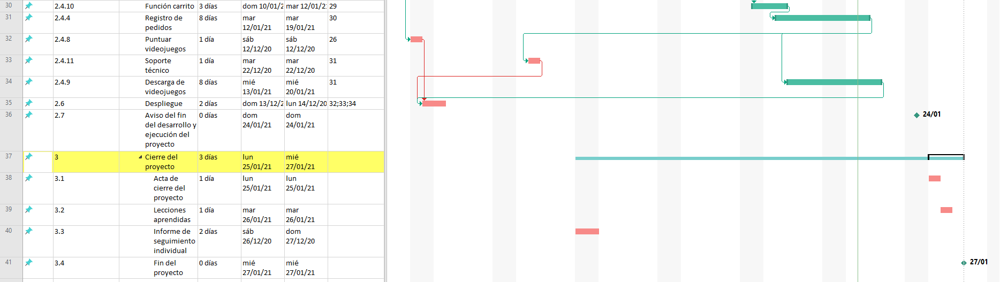 30 2.4.10 Función carrito 3 días dom 10/01/2 mar 12/01/2 29
31 2.4.4 Registro de pedidos 8 días mar 12/01/21 mar 19/01/21 30
32 2.4.8 Puntuar videojuegos 1 día sáb 12/12/20 sáb 12/12/20 26
33 2.4.11 Soporte técnico 1 día mar 22/12/20 mar 22/12/20 31
34 2.4.9 Descarga de videojuegos 8 días mié 13/01/21 mié 20/01/21 31
35 2.6 Despliegue 2 días dom 13/12/2 lun 14/12/20 32;33;34
36 2.7 Aviso del fin del desarrollo y ejecución del proyecto 0 días dom 24/01/21 dom 24/01/21
24/01
37 3 Cierre del proyecto 3 días lun 25/01/21 mié 27/01/21
38 3.1 Acta de cierre del proyecto 1 día lun 25/01/21 lun 25/01/21
39 3.2 Lecciones aprendidas 1 día mar 26/01/21 mar 26/01/21
40 3.3 Informe de seguimiento individual 2 días sáb 26/12/20 dom 27/12/20
41 3.4 Fin del proyecto 0 días mié 27/01/21 mié 27/01/21
27/01